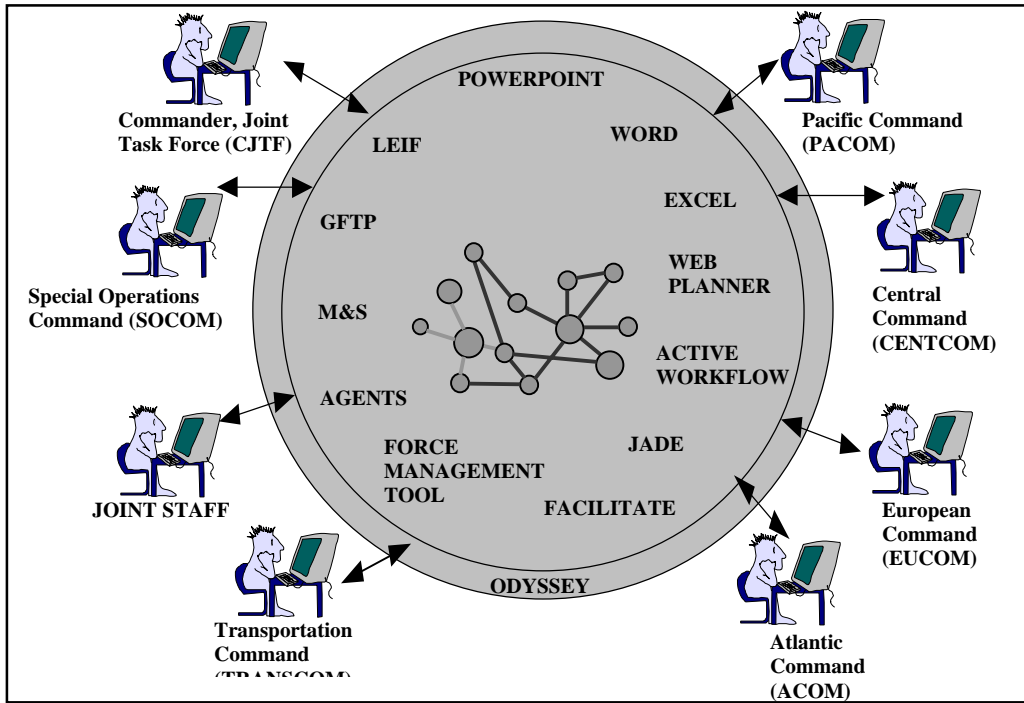 POWERPOINT
Commander, Joint
Task Force (CJTF)
LEIF
WORD
Pacific Command
(PACOM)
GFTP
EXCEL
Special Operations
Command (SOCOM)
M&S
WEB
PLANNER
Central
Command
(CENTCOM)
ACTIVE
WORKFLOW
AGENTS
JOINT STAFF
FORCE
MANAGEMENT
TOOL
JADE
FACILITATE
European
Command
(EUCOM)
ODYSSEY
Transportation
Command
(TRANSCOM)
Atlantic
Command
(ACOM)